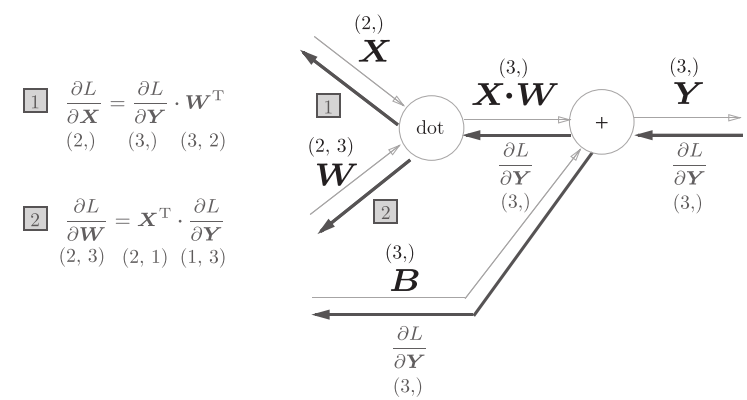 1 ∂L/∂X = ∂L/∂Y · W^T
(2,) (3,) (3, 2)
2 ∂L/∂W = X^T · ∂L/∂Y
(2, 3) (2, 1) (1, 3)
(2,)
X
1
(2, 3)
W
2
dot
(3,)
X·W
∂L/∂Y
(3,)
+
(3,)
Y
∂L/∂Y
(3,)
(3,)
B
∂L/∂Y
(3,)